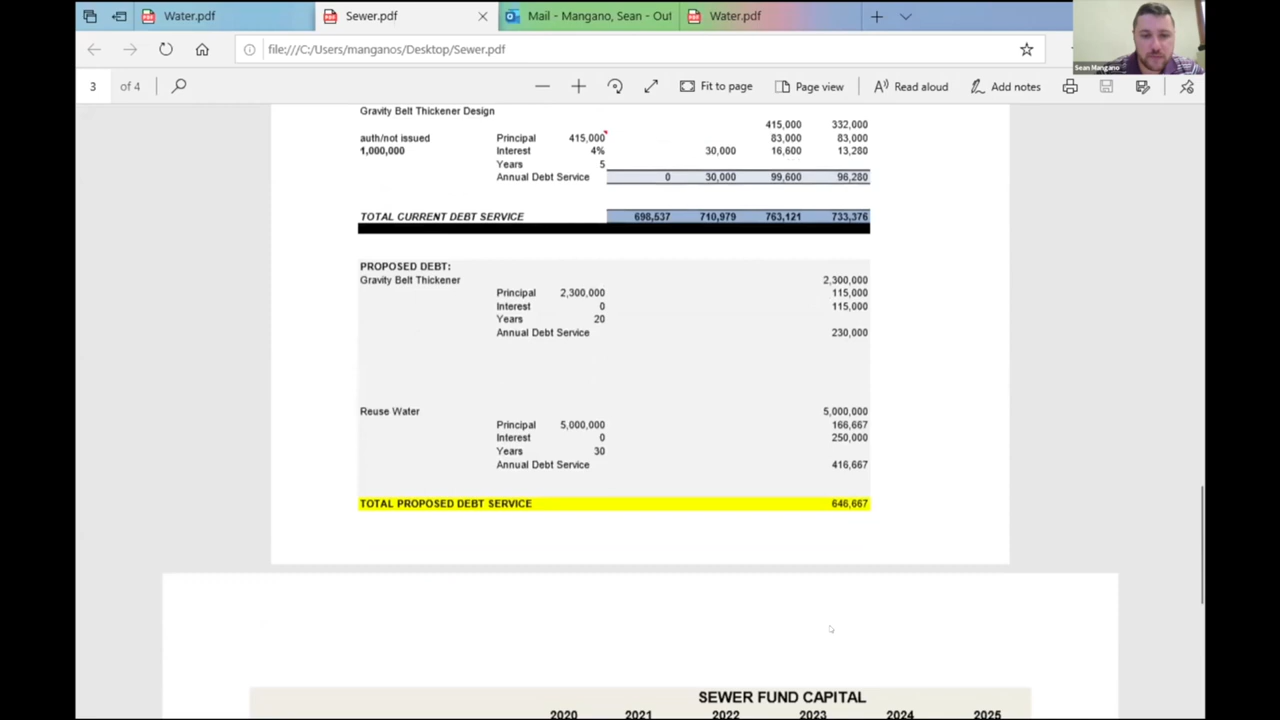 Water.pdf Sewer.pdf Mail - Mangano, Sean - Out Water.pdf
file:///C:/Users/manganos/Desktop/Sewer.pdf
Sean Mangano
3 of 4 Fit to page Page view Read aloud Add notes
Gravity Belt Thickener Design
415,000 332,000
auth/not issued Principal 415,000 83,000 83,000
1,000,000 Interest 4% 30,000 16,600 13,280
Years 5
Annual Debt Service 0 30,000 99,600 96,280
TOTAL CURRENT DEBT SERVICE 698,537 710,979 763,121 733,376
PROPOSED DEBT:
Gravity Belt Thickener 2,300,000
Principal 2,300,000 115,000
Interest 0 115,000
Years 20
Annual Debt Service 230,000
Reuse Water 5,000,000
Principal 5,000,000 166,667
Interest 0 250,000
Years 30
Annual Debt Service 416,667
TOTAL PROPOSED DEBT SERVICE 646,667
SEWER FUND CAPITAL
2020 2021 2022 2023 2024 2025